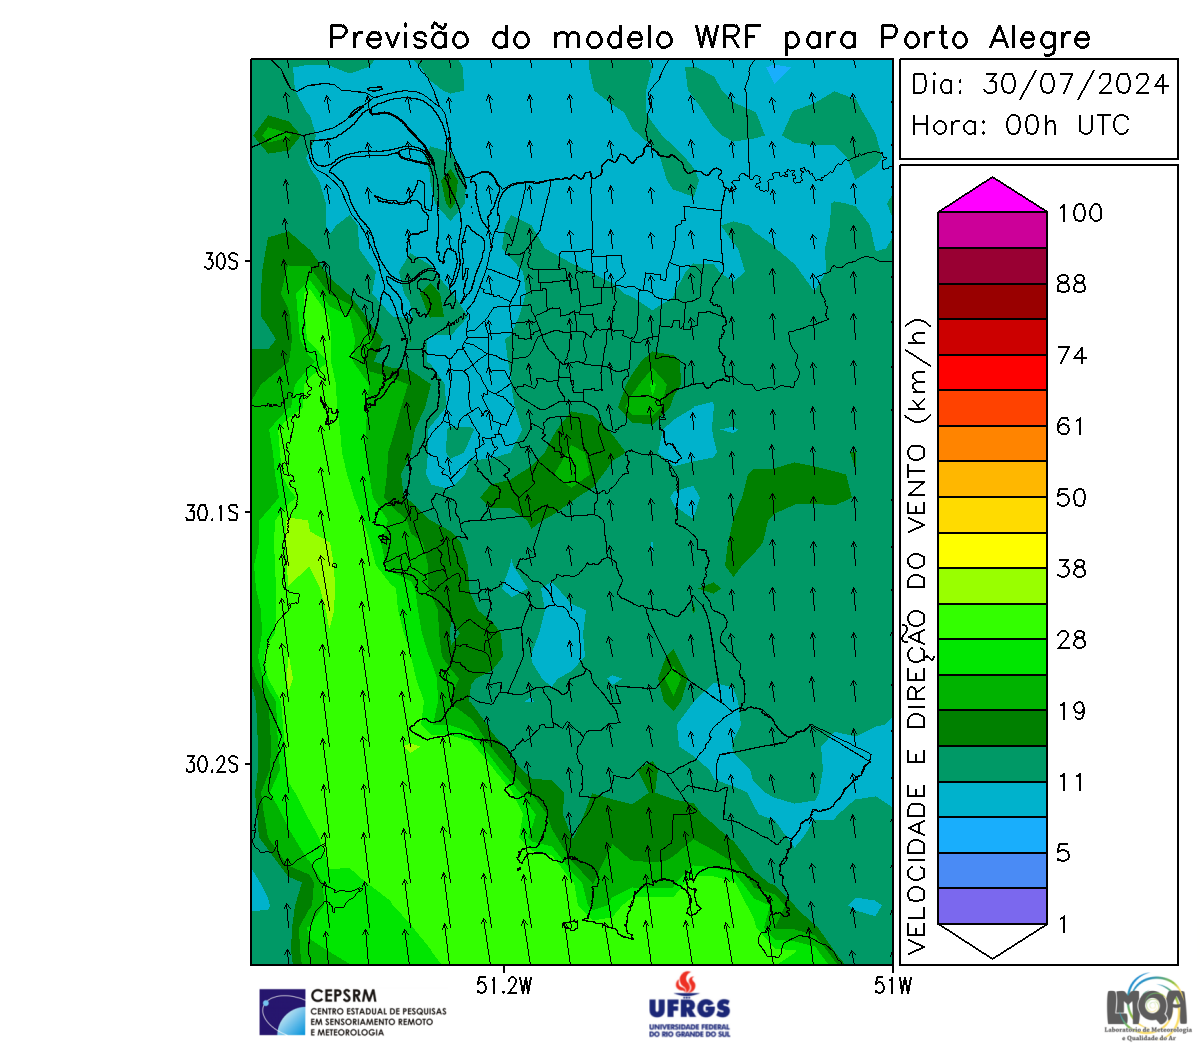 Previsão do modelo WRF para Porto Alegre
Dia: 30/07/2024
Hora: 00h UTC
100
88
74
61
50
38
28
19
11
5
1
VELOCIDADE E DIREÇÃO DO VENTO (km/h)
30S
30.1S
30.2S
51.2W
51W
CEPSRM
CENTRO ESTADUAL DE PESQUISAS
EM SENSORIAMENTO REMOTO
E METEOROLOGIA
UFRGS
UNIVERSIDADE FEDERAL
DO RIO GRANDE DO SUL
LMQA
Laboratório de Meteorologia
e Qualidade do Ar